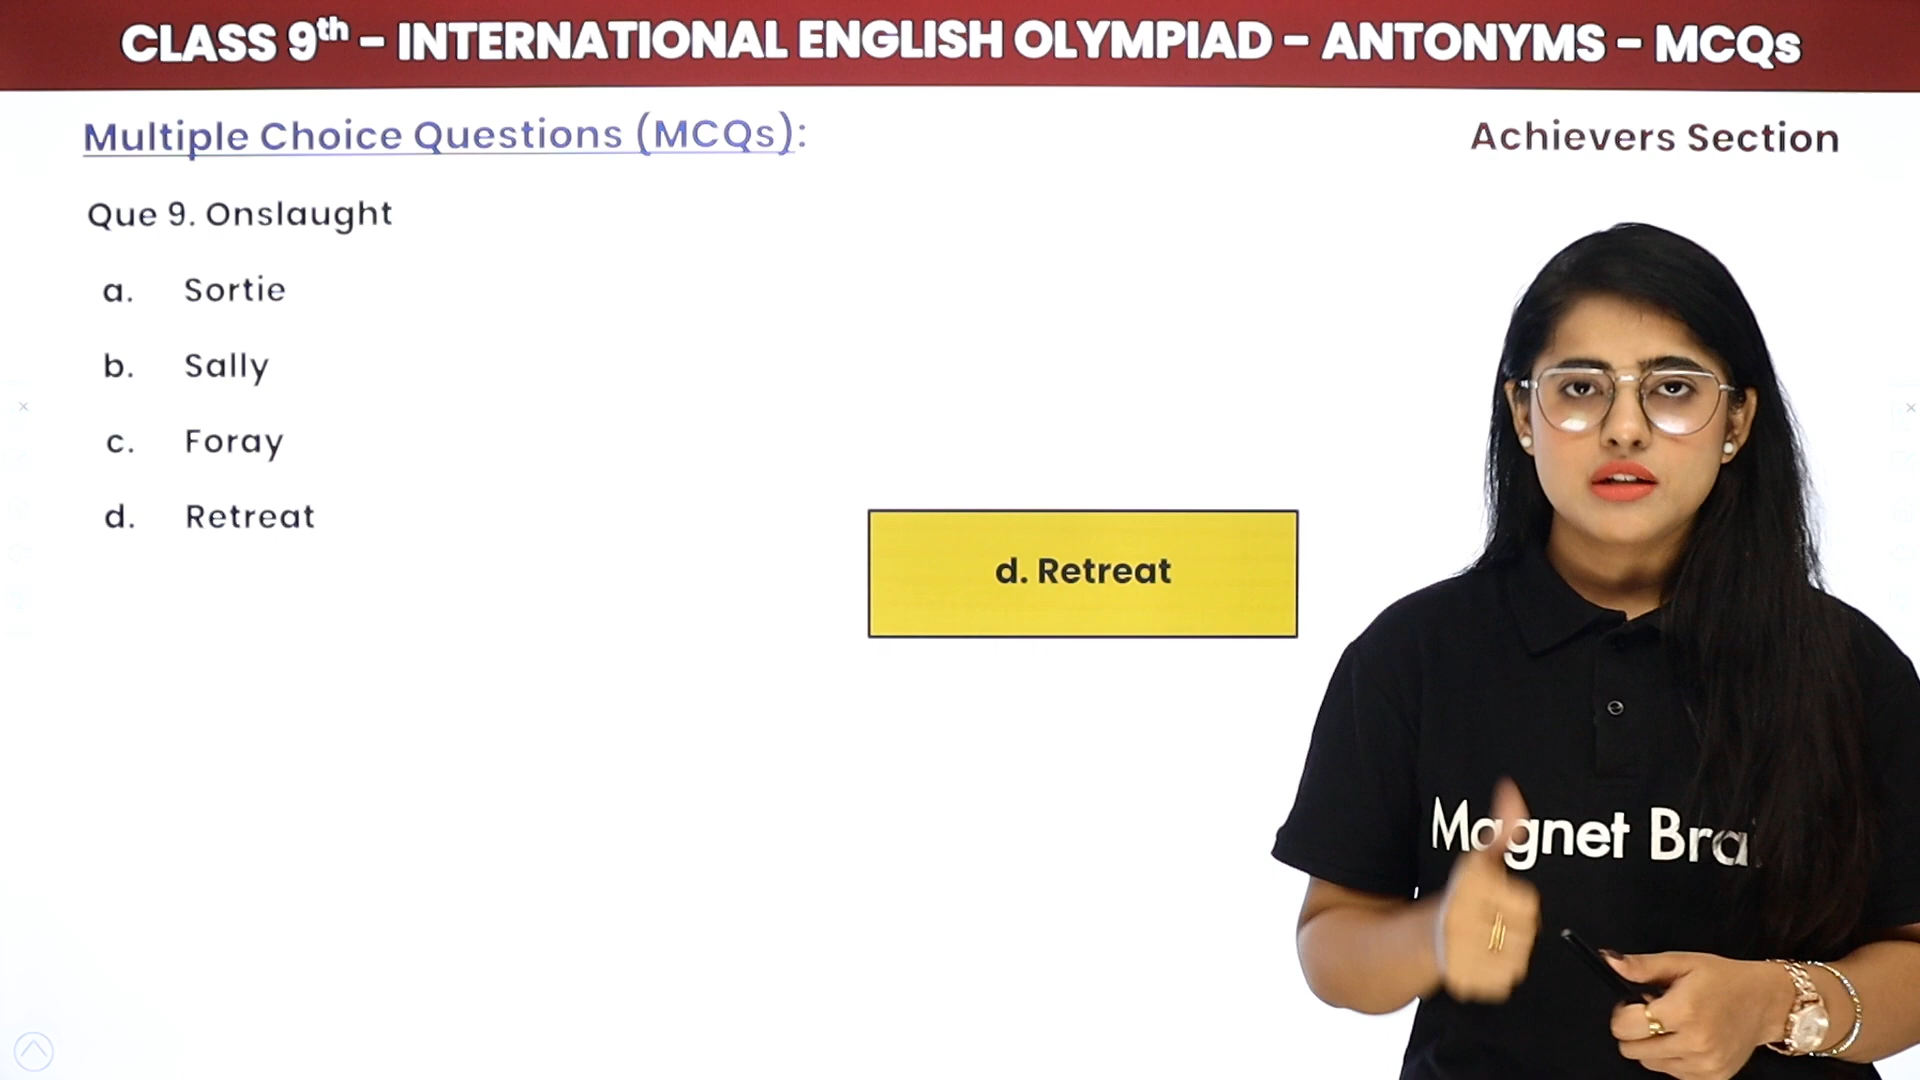 CLASS 9th - INTERNATIONAL ENGLISH OLYMPIAD - ANTONYMS - MCQs
Multiple Choice Questions (MCQs):
Achievers Section
Que 9. Onslaught
a. Sortie
b. Sally
c. Foray
d. Retreat
d. Retreat
Magnet Bra